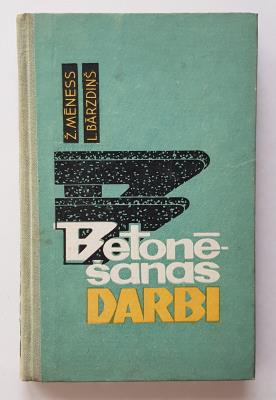 Ž. MĒNESS
L. BĀRZDIŅŠ
Betonē-
šanas
DARBI